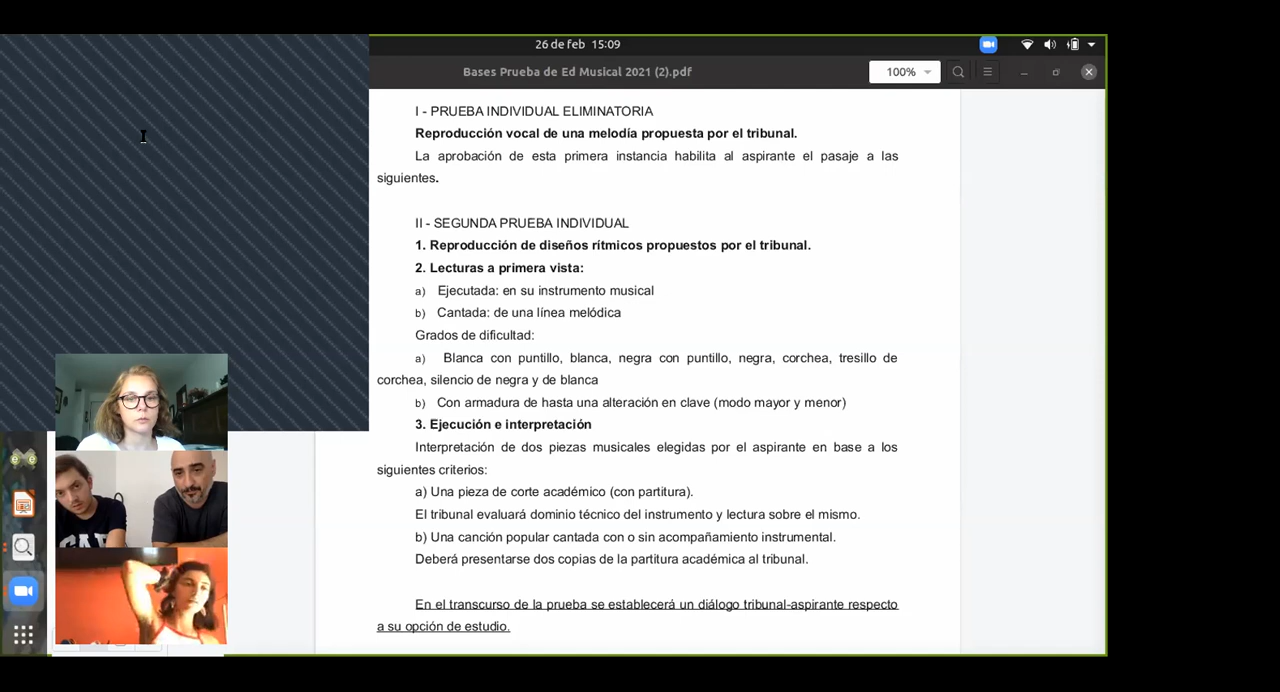 26 de feb 15:09
Bases Prueba de Ed Musical 2021 (2).pdf
100%
I - PRUEBA INDIVIDUAL ELIMINATORIA
Reproducción vocal de una melodía propuesta por el tribunal.
La aprobación de esta primera instancia habilita al aspirante el pasaje a las
siguientes.
II - SEGUNDA PRUEBA INDIVIDUAL
1. Reproducción de diseños rítmicos propuestos por el tribunal.
2. Lecturas a primera vista:
a) Ejecutada: en su instrumento musical
b) Cantada: de una línea melódica
Grados de dificultad:
a) Blanca con puntillo, blanca, negra con puntillo, negra, corchea, tresillo de
corchea, silencio de negra y de blanca
b) Con armadura de hasta una alteración en clave (modo mayor y menor)
3. Ejecución e interpretación
Interpretación de dos piezas musicales elegidas por el aspirante en base a los
siguientes criterios:
a) Una pieza de corte académico (con partitura).
El tribunal evaluará dominio técnico del instrumento y lectura sobre el mismo.
b) Una canción popular cantada con o sin acompañamiento instrumental.
Deberá presentarse dos copias de la partitura académica al tribunal.
En el transcurso de la prueba se establecerá un diálogo tribunal-aspirante respecto
a su opción de estudio.